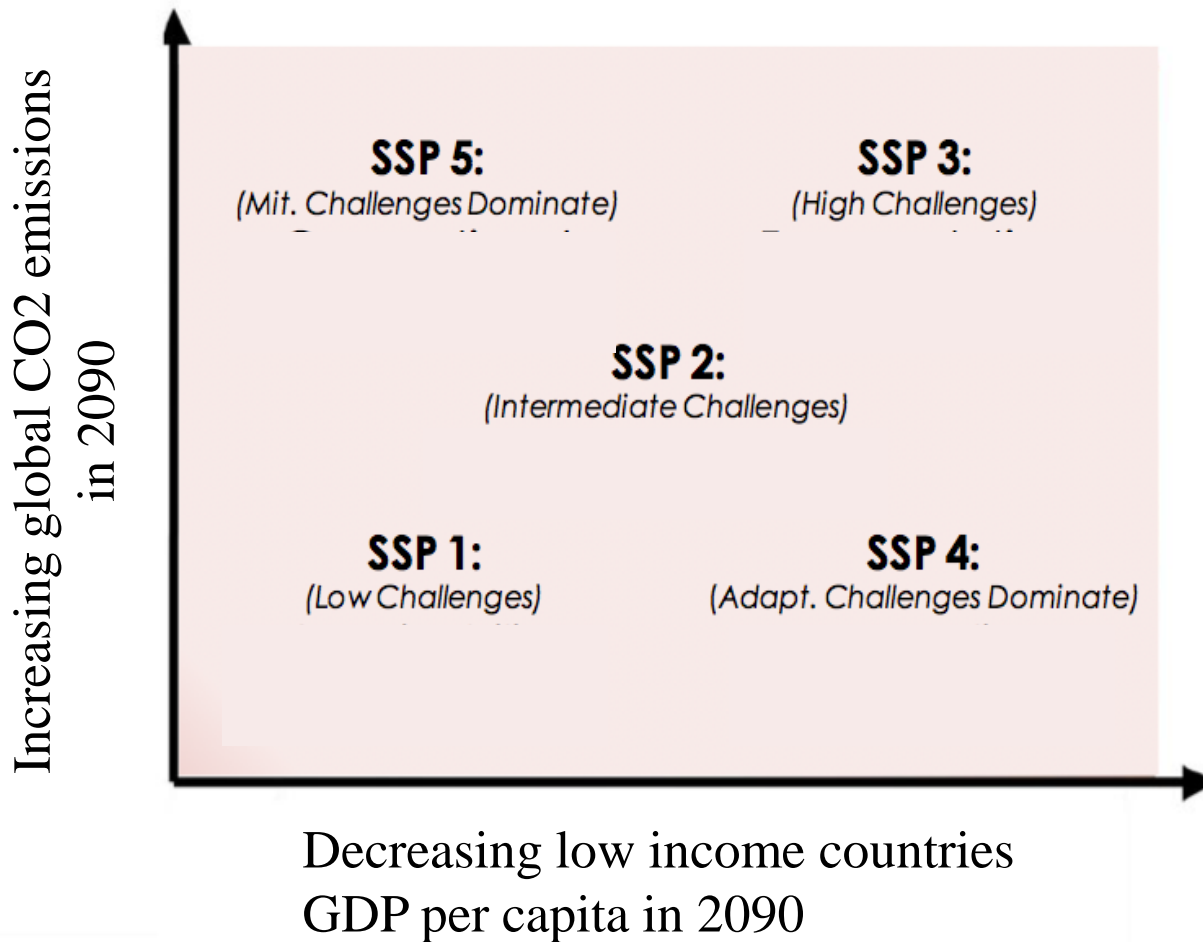 Increasing global CO2 emissions
in 2090
SSP 5:
(Mit. Challenges Dominate)
SSP 3:
(High Challenges)
SSP 2:
(Intermediate Challenges)
SSP 1:
(Low Challenges)
SSP 4:
(Adapt. Challenges Dominate)
Decreasing low income countries
GDP per capita in 2090